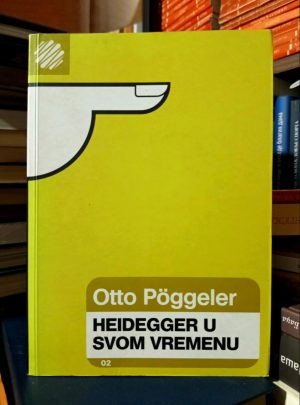 Otto Pöggeler
HEIDEGGER U
SVOM VREMENU
02